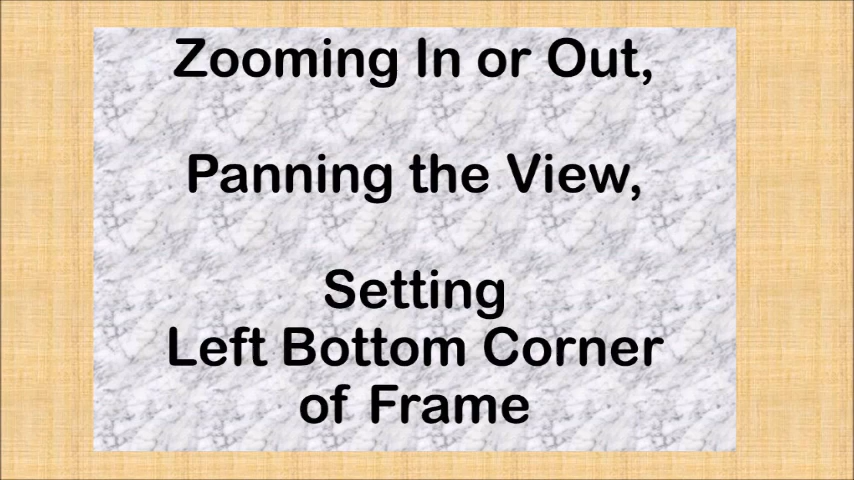 Zooming In or Out,
Panning the View,
Setting
Left Bottom Corner
of Frame